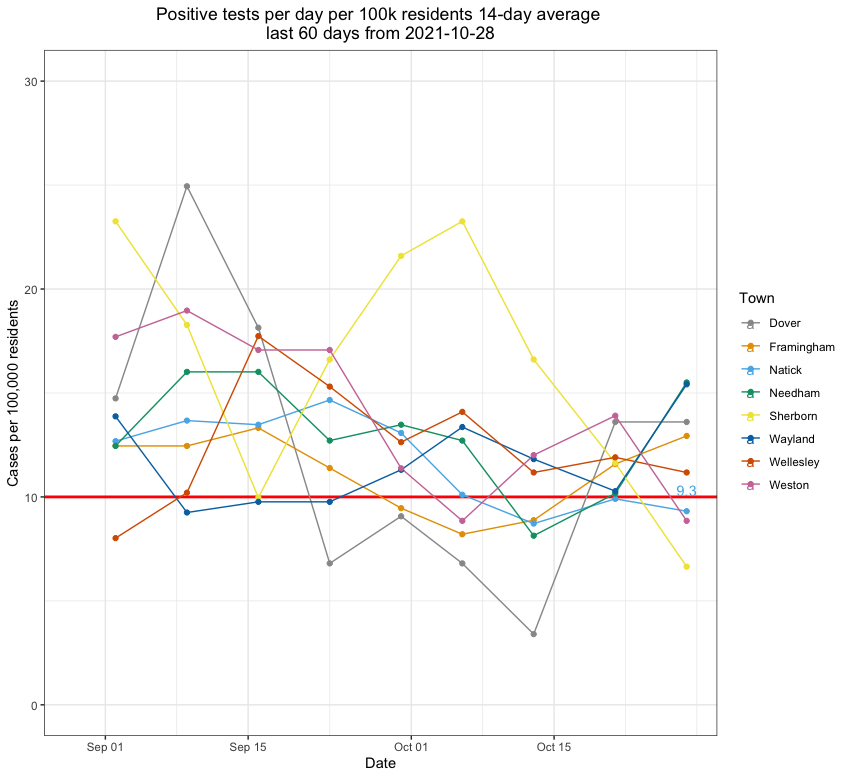 Positive tests per day per 100k residents 14-day average
last 60 days from 2021-10-28
Cases per 100,000 residents
30
20
10
0
9.3
Sep 01
Sep 15
Oct 01
Oct 15
Date
Town
a Dover
a Framingham
a Natick
a Needham
a Sherborn
a Wayland
a Wellesley
a Weston